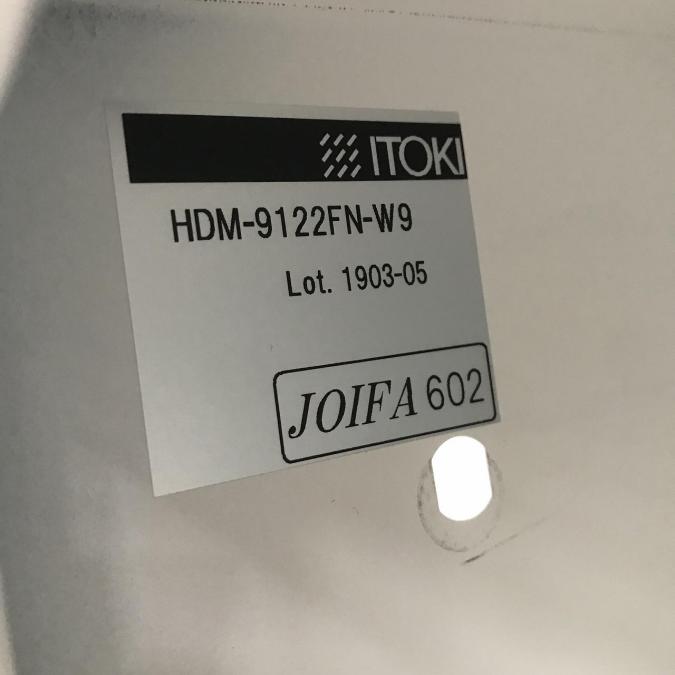 ITOKI
HDM-9122FN-W9
Lot. 1903-05
JOIFA 602